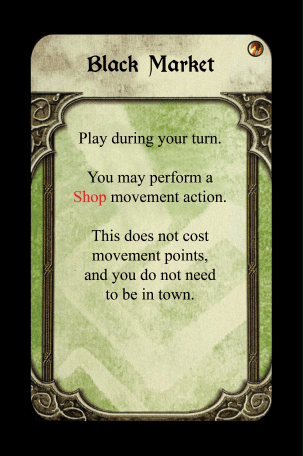 Black Market
Play during your turn.
You may perform a
Shop movement action.
This does not cost
movement points,
and you do not need
to be in town.